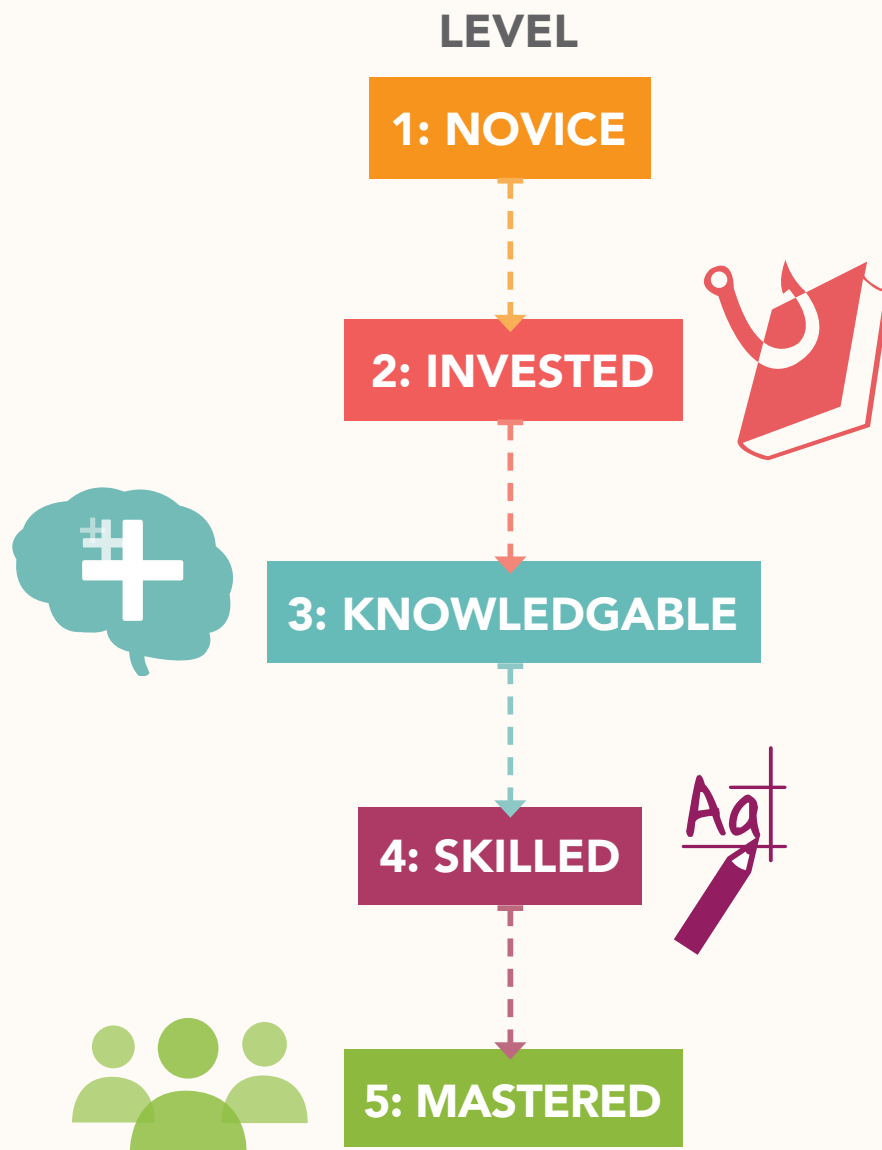 LEVEL
1: NOVICE
2: INVESTED
3: KNOWLEDGABLE
4: SKILLED
Aa
5: MASTERED